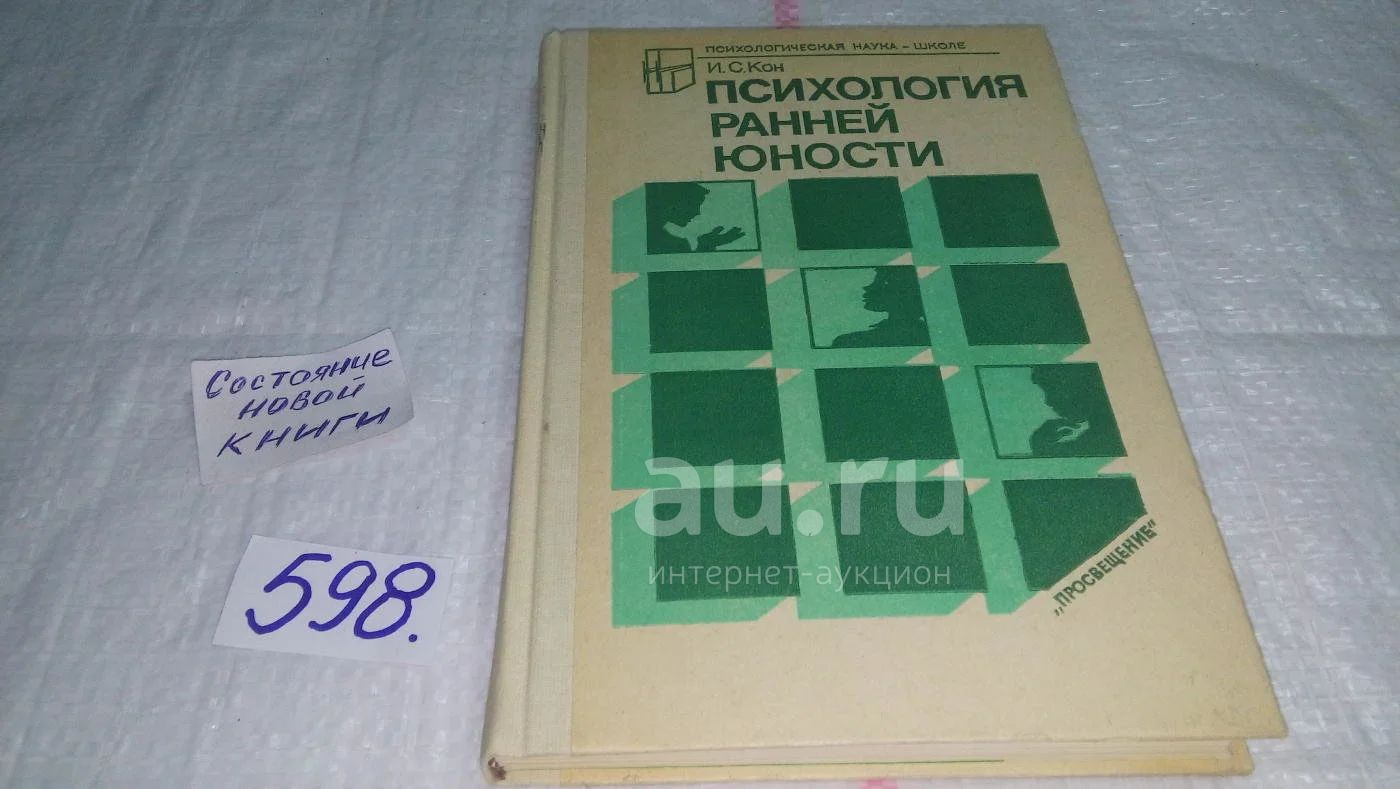 ПСИХОЛОГИЧЕСКАЯ НАУКА – ШКОЛЕ
И.С.Кон
ПСИХОЛОГИЯ
РАННЕЙ
ЮНОСТИ
Состояние
новой
книги
598.
au.ru
интернет-аукцион
„ПРОСВЕЩЕНИЕ"